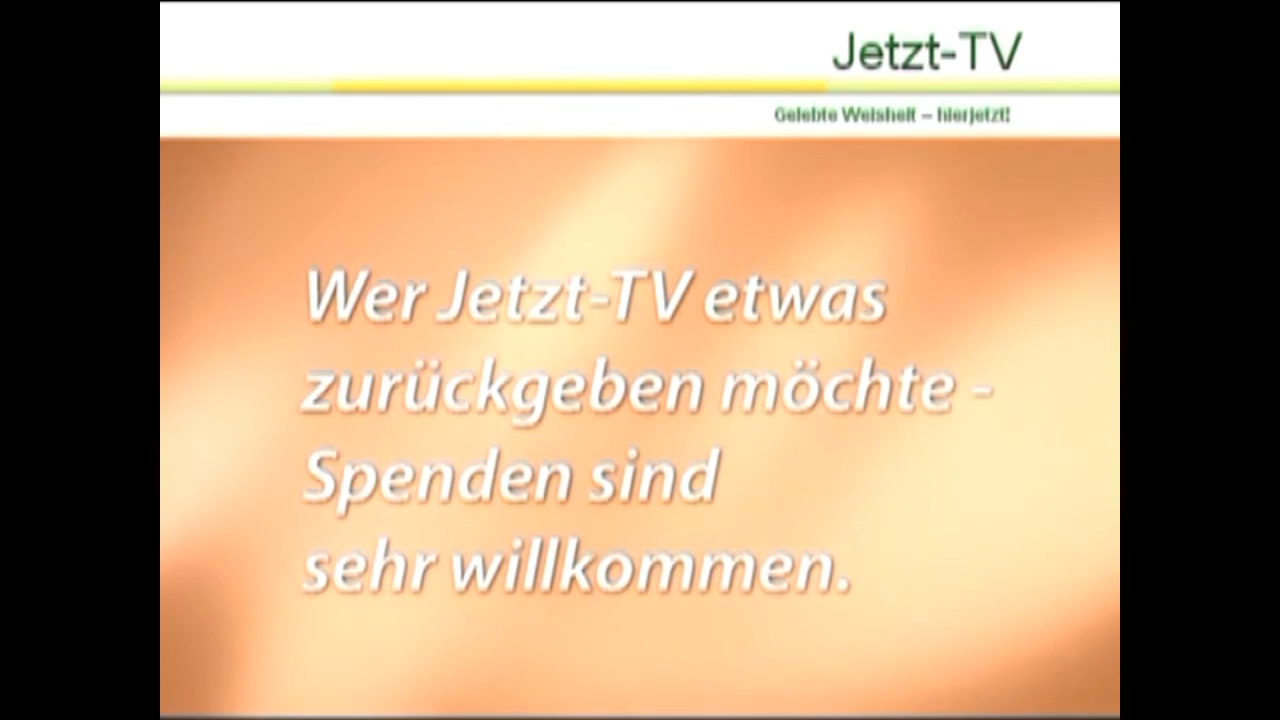 Jetzt-TV
Gelebte Weisheit – hierjetzt!
Wer Jetzt-TV etwas
zurückgeben möchte -
Spenden sind
sehr willkommen.